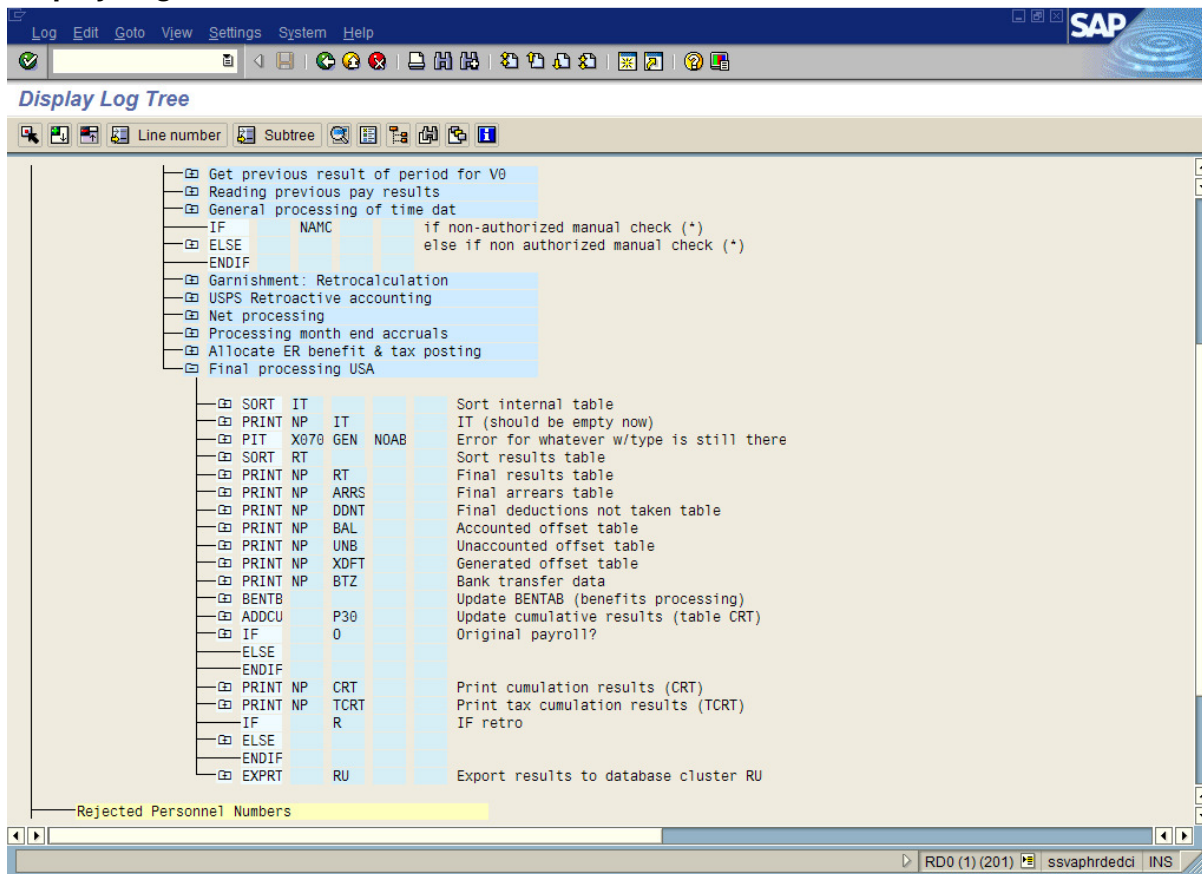 Log Edit Goto View Settings System Help
SAP
Display Log Tree
Line number Subtree
Get previous result of period for V0
Reading previous pay results
General processing of time dat
IF NAMC if non-authorized manual check (*)
ELSE else if non authorized manual check (*)
ENDIF
Garnishment: Retrocalculation
USPS Retroactive accounting
Net processing
Processing month end accruals
Allocate ER benefit & tax posting
Final processing USA
SORT IT Sort internal table
PRINT NP IT IT (should be empty now)
PIT X070 GEN NOAB Error for whatever w/type is still there
SORT RT Sort results table
PRINT NP RT Final results table
PRINT NP ARRS Final arrears table
PRINT NP DDNT Final deductions not taken table
PRINT NP BAL Accounted offset table
PRINT NP UNB Unaccounted offset table
PRINT NP XDFT Generated offset table
PRINT NP BTZ Bank transfer data
BENTB Update BENTAB (benefits processing)
ADDCU P30 Update cumulative results (table CRT)
IF O Original payroll?
ELSE
ENDIF
PRINT NP CRT Print cumulation results (CRT)
PRINT NP TCRT Print tax cumulation results (TCRT)
IF R IF retro
ELSE
ENDIF
EXPRT RU Export results to database cluster RU
Rejected Personnel Numbers
RD0 (1) (201) ssvaphrdedci INS